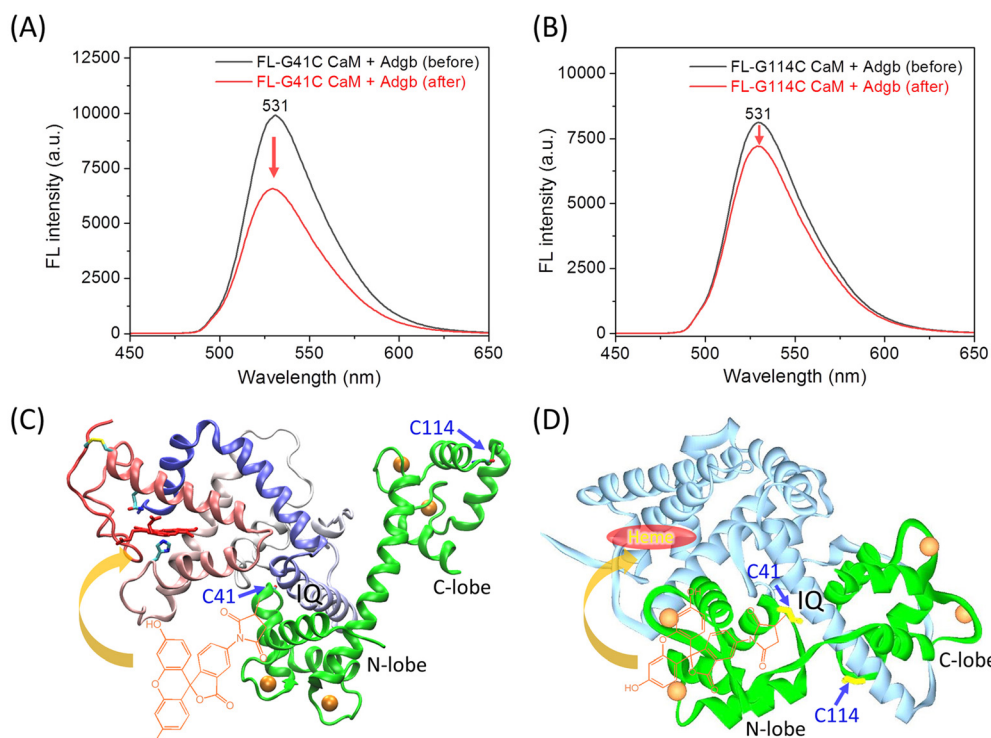 (A)
FL-G41C CaM + Adgb (before)
FL-G41C CaM + Adgb (after)
531
12500
10000
7500
5000
2500
0
FL intensity (a.u.)
450 500 550 600 650
Wavelength (nm)
(B)
FL-G114C CaM + Adgb (before)
FL-G114C CaM + Adgb (after)
531
10000
7500
5000
2500
0
FL intensity (a.u.)
450 500 550 600 650
Wavelength (nm)
(C)
C114
C41
IQ
C-lobe
N-lobe
HO
N
O
O
O
O
O
(D)
Heme
C41
IQ
C-lobe
C114
N-lobe
HO
O